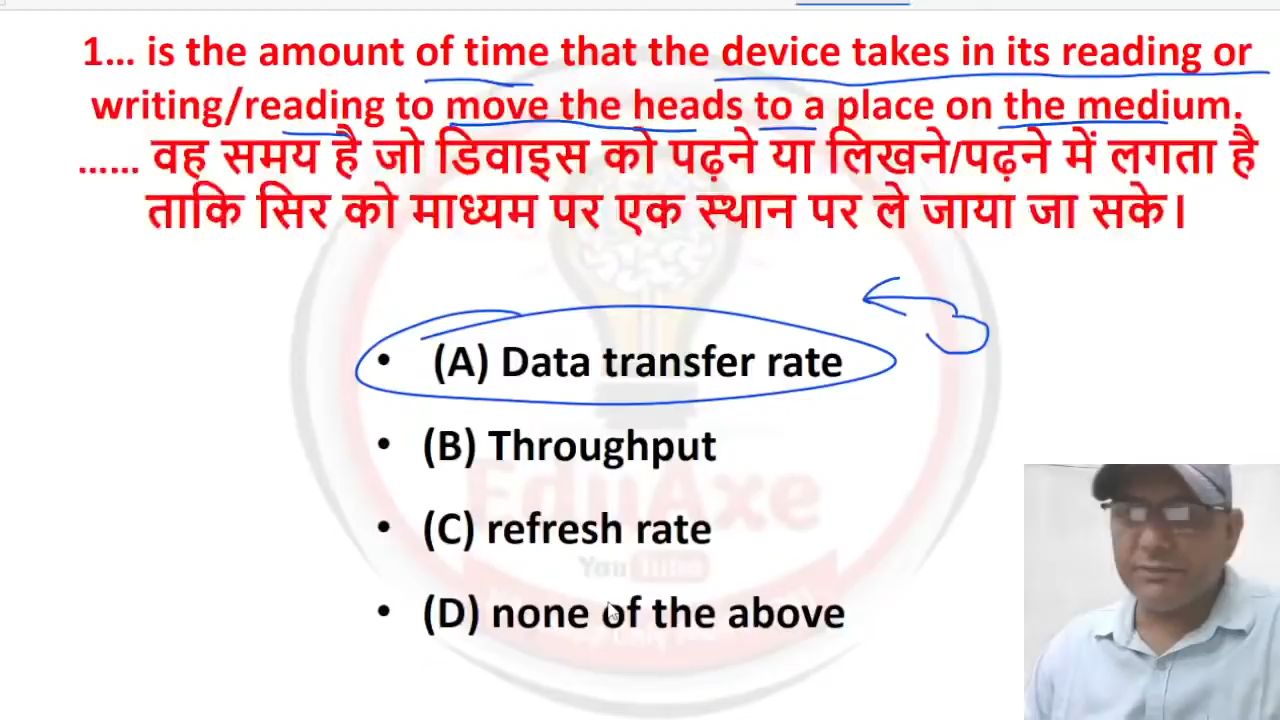 1... is the amount of time that the device takes in its reading or
writing/reading to move the heads to a place on the medium.
...... वह समय है जो डिवाइस को पढ़ने या लिखने/पढ़ने में लगता है
ताकि सिर को माध्यम पर एक स्थान पर ले जाया जा सके।
• (A) Data transfer rate
• (B) Throughput
• (C) refresh rate
• (D) none of the above
EduAxe
YouTube